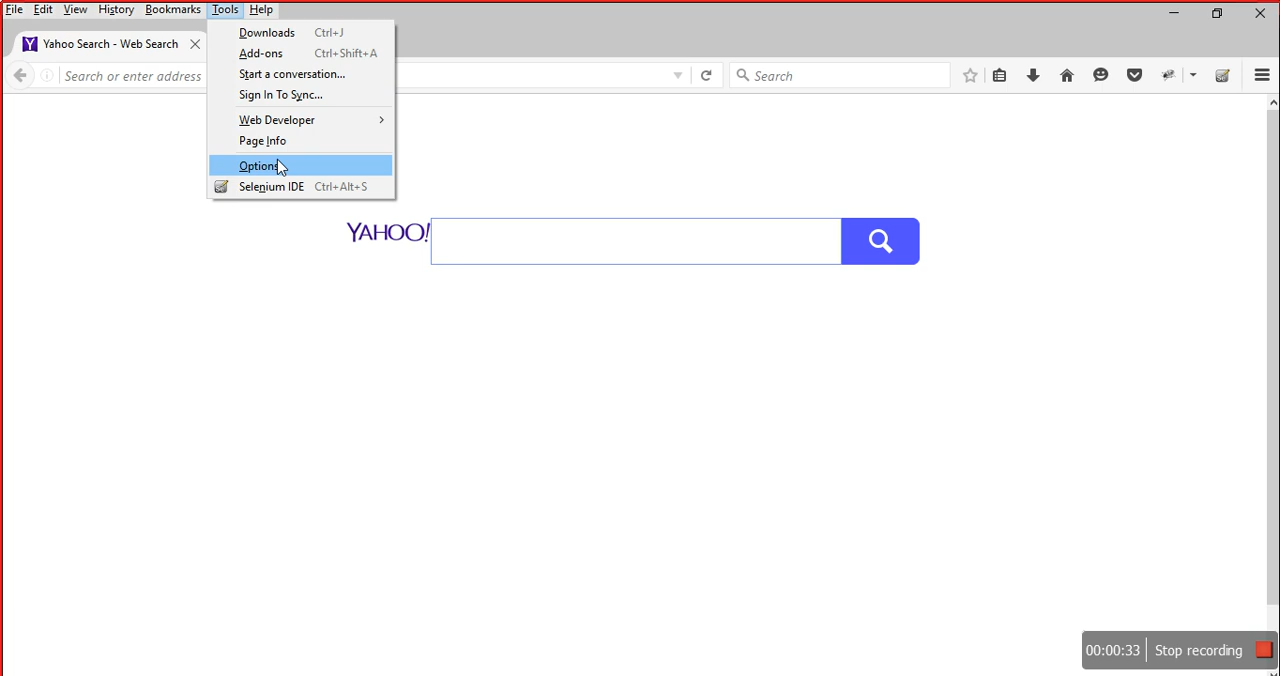 File Edit View History Bookmarks Tools Help
Yahoo Search - Web Search
Search or enter address
Search
Downloads Ctrl+J
Add-ons Ctrl+Shift+A
Start a conversation...
Sign In To Sync...
Web Developer
Page Info
Options
Selenium IDE Ctrl+Alt+S
YAHOO!
00:00:33 Stop recording